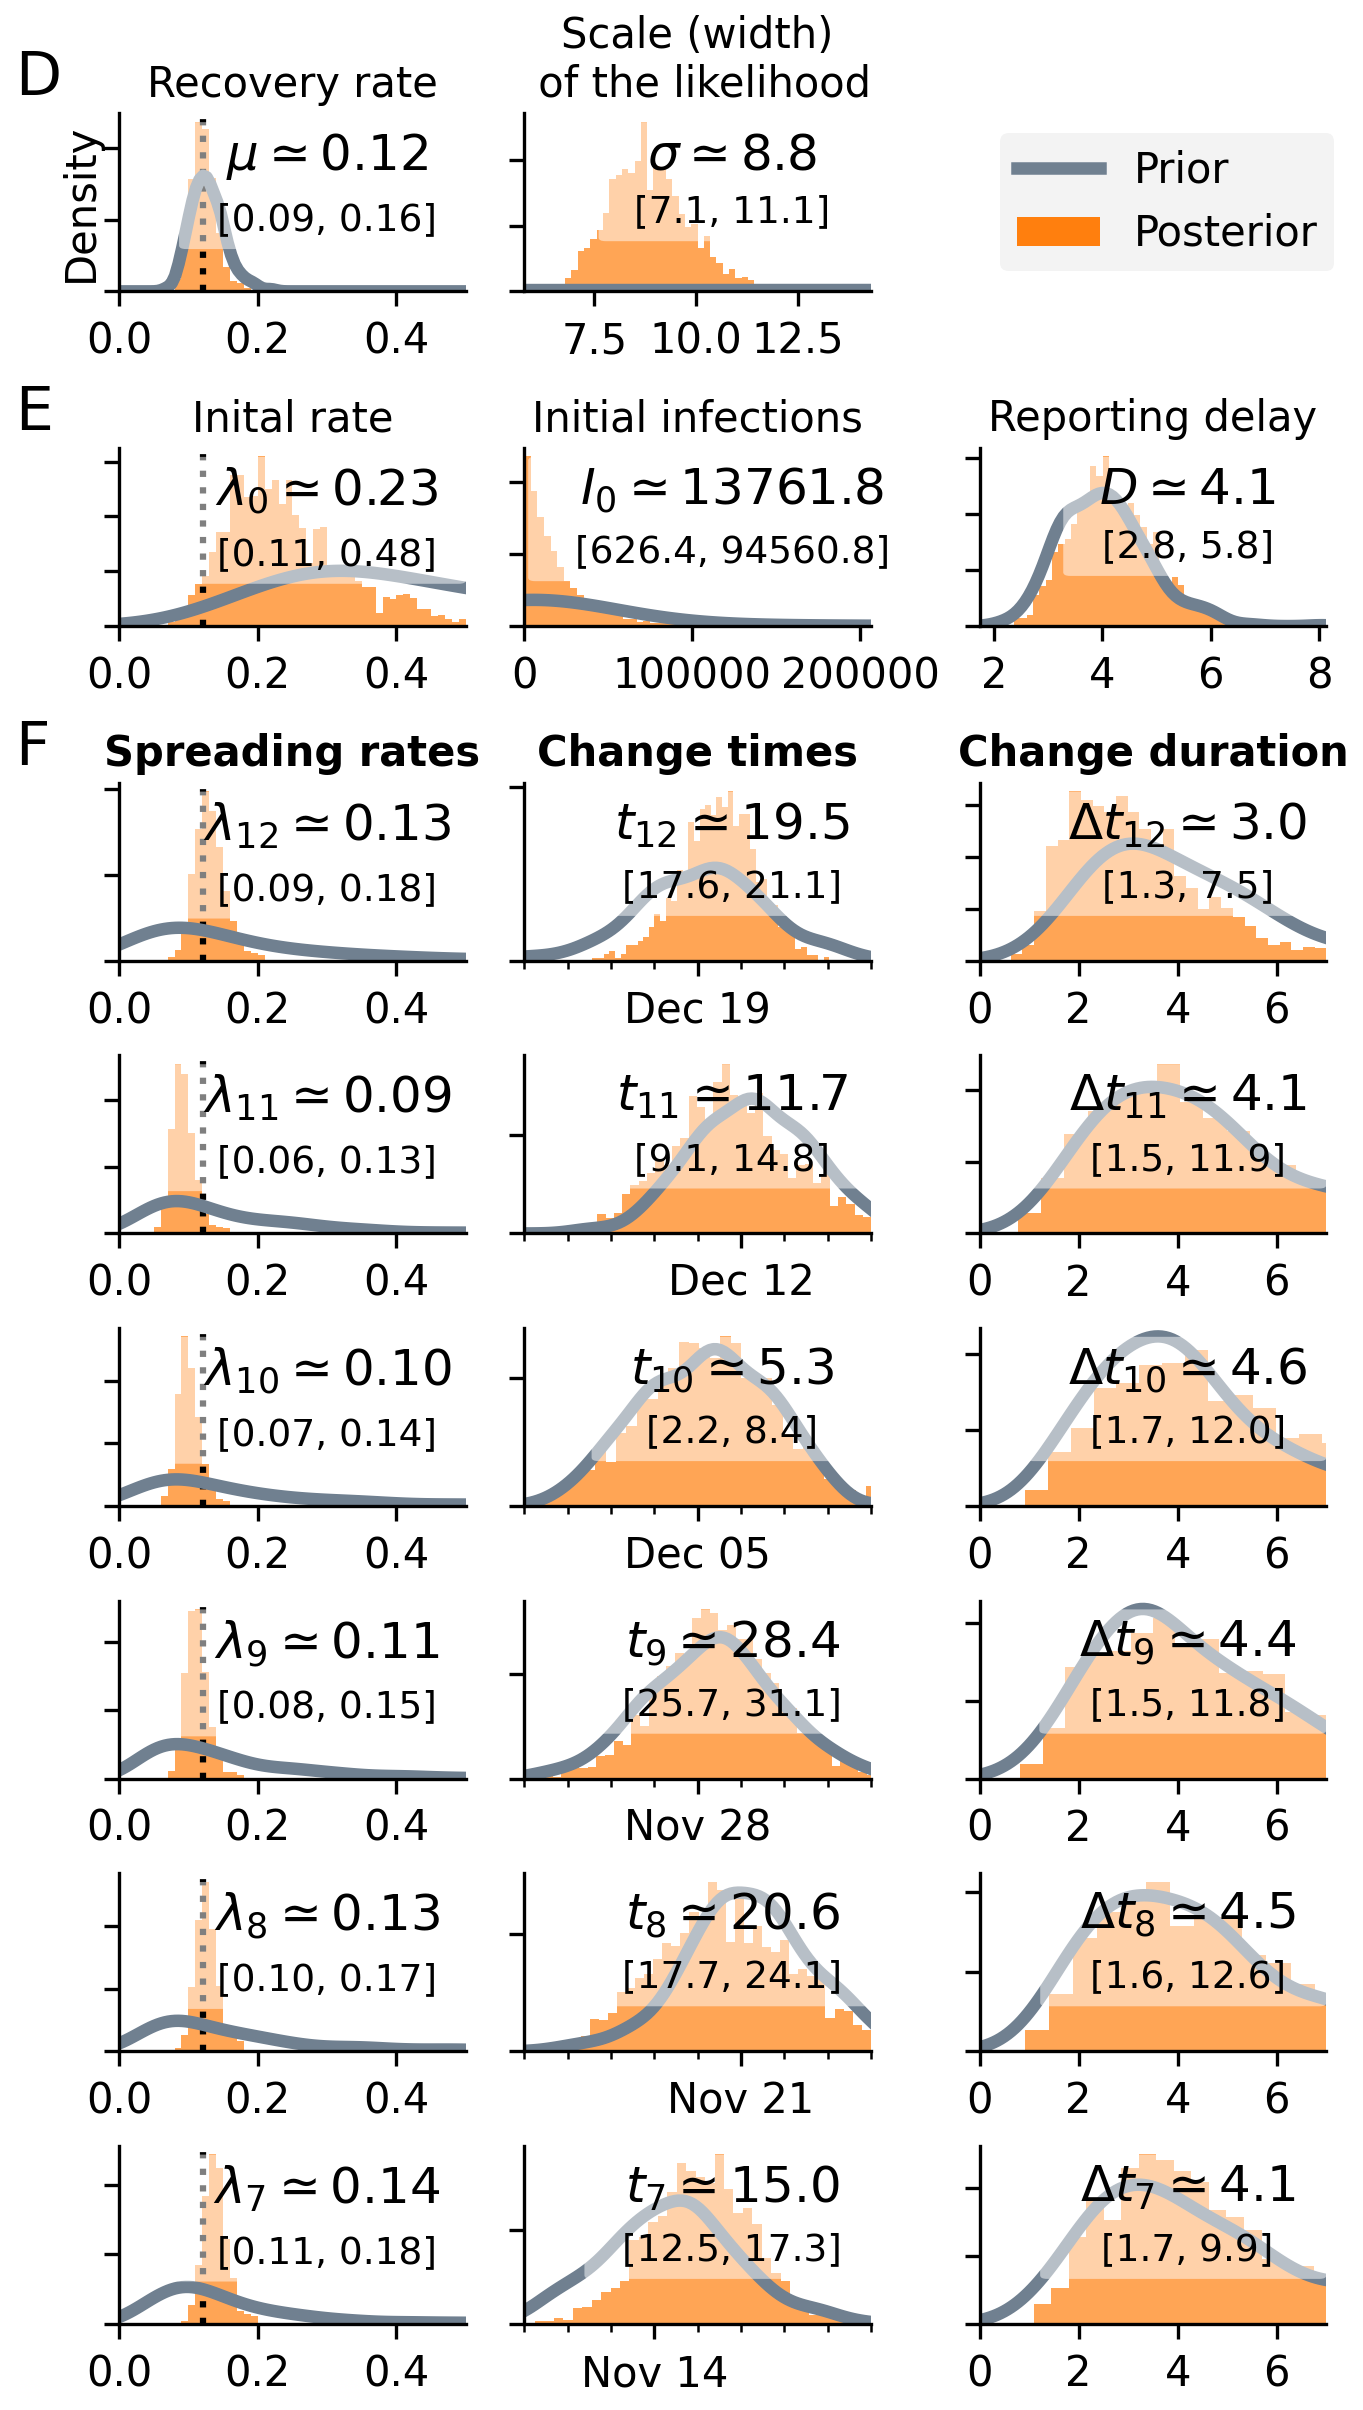 D
Recovery rate
Scale (width)
of the likelihood
Density
μ ≃ 0.12
[0.09, 0.16]
0.0 0.2 0.4
σ ≃ 8.8
[7.1, 11.1]
7.5 10.0 12.5
Prior
Posterior
E
Inital rate
λ0 ≃ 0.23
[0.11, 0.48]
0.0 0.2 0.4
Initial infections
I0 ≃ 13761.8
[626.4, 94560.8]
0 100000 200000
Reporting delay
D ≃ 4.1
[2.8, 5.8]
2 4 6 8
F
Spreading rates
Change times
Change duration
λ12 ≃ 0.13
[0.09, 0.18]
0.0 0.2 0.4
t12 ≃ 19.5
[17.6, 21.1]
Dec 19
Δt12 ≃ 3.0
[1.3, 7.5]
0 2 4 6
λ11 ≃ 0.09
[0.06, 0.13]
0.0 0.2 0.4
t11 ≃ 11.7
[9.1, 14.8]
Dec 12
Δt11 ≃ 4.1
[1.5, 11.9]
0 2 4 6
λ10 ≃ 0.10
[0.07, 0.14]
0.0 0.2 0.4
t10 ≃ 5.3
[2.2, 8.4]
Dec 05
Δt10 ≃ 4.6
[1.7, 12.0]
0 2 4 6
λ9 ≃ 0.11
[0.08, 0.15]
0.0 0.2 0.4
t9 ≃ 28.4
[25.7, 31.1]
Nov 28
Δt9 ≃ 4.4
[1.5, 11.8]
0 2 4 6
λ8 ≃ 0.13
[0.10, 0.17]
0.0 0.2 0.4
t8 ≃ 20.6
[17.7, 24.1]
Nov 21
Δt8 ≃ 4.5
[1.6, 12.6]
0 2 4 6
λ7 ≃ 0.14
[0.11, 0.18]
0.0 0.2 0.4
t7 ≃ 15.0
[12.5, 17.3]
Nov 14
Δt7 ≃ 4.1
[1.7, 9.9]
0 2 4 6